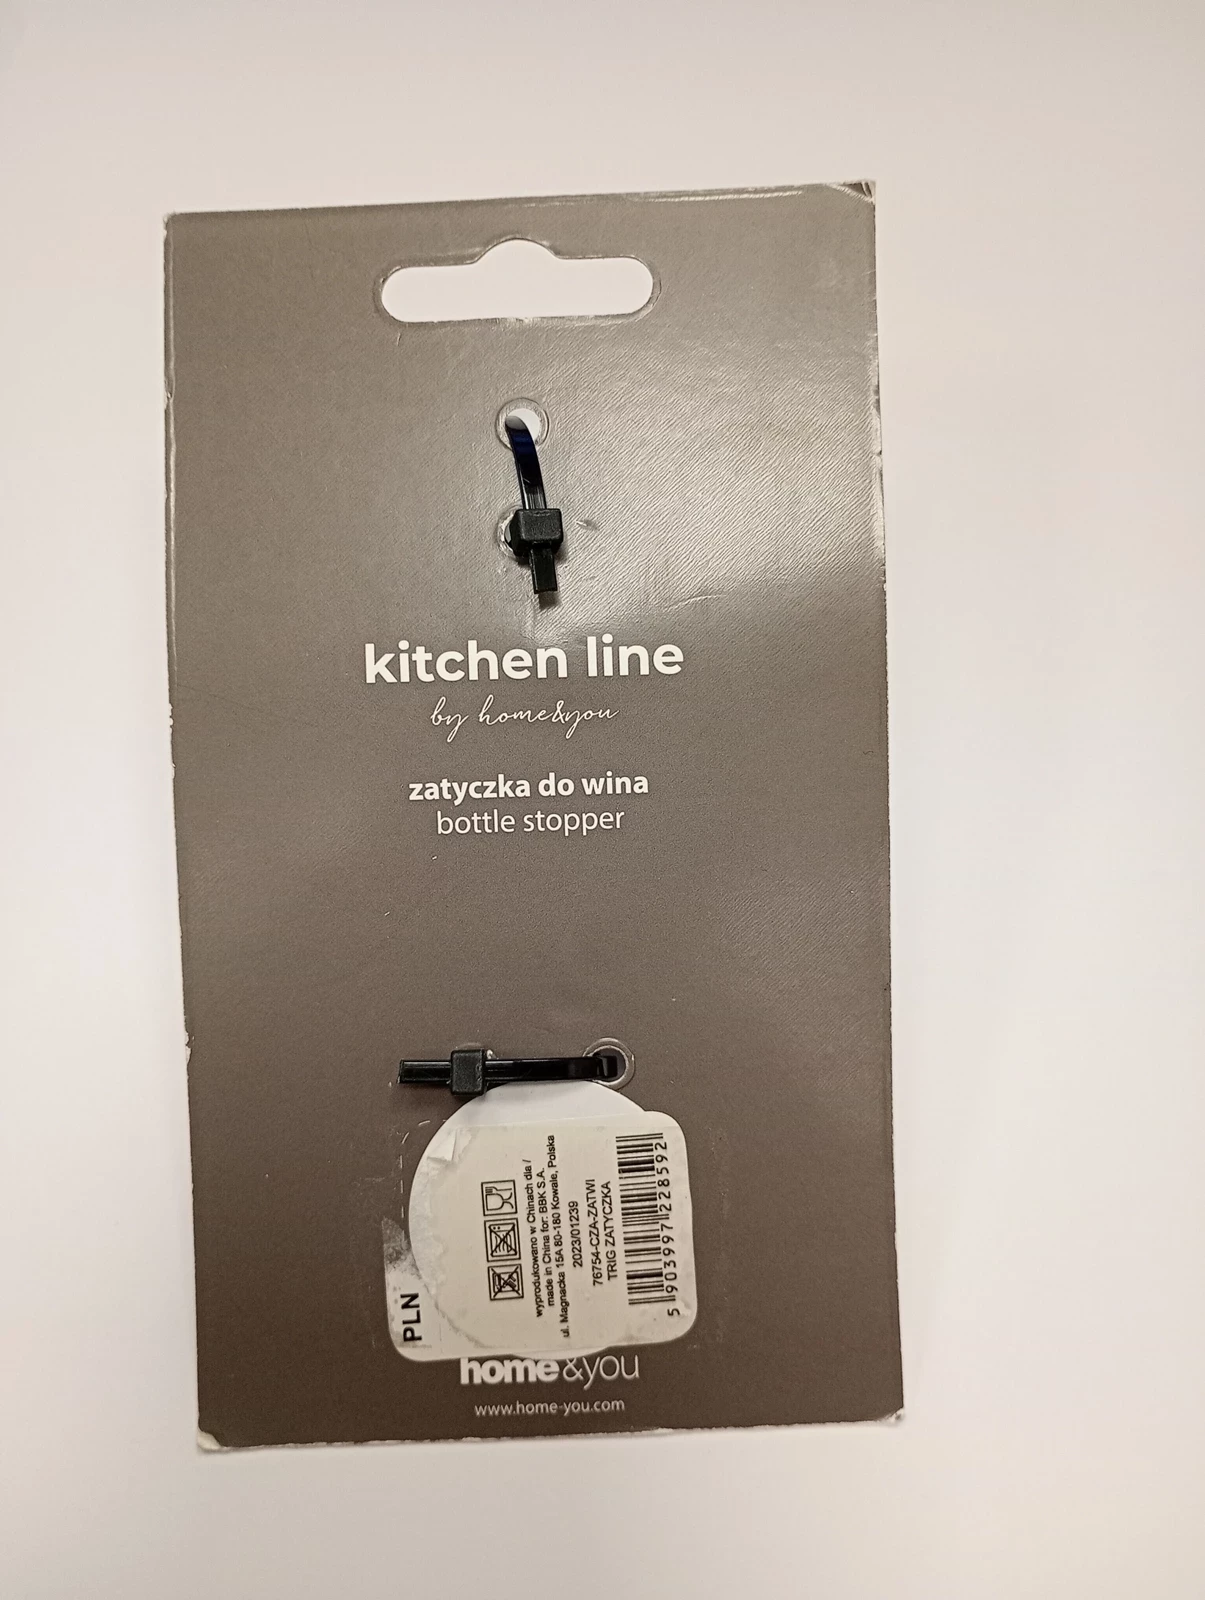 kitchen line
by home&you
zatyczka do wina
bottle stopper
PLN
wyprodukowano w Chinach dla /
made in China for: BBK S.A.
ul. Magnacka 15A 80-180 Kowale, Polska
2023/01239
76754-CZA-ZATWI
TRIG ZATYCZKA
5 903997 228592
home&you
www.home-you.com